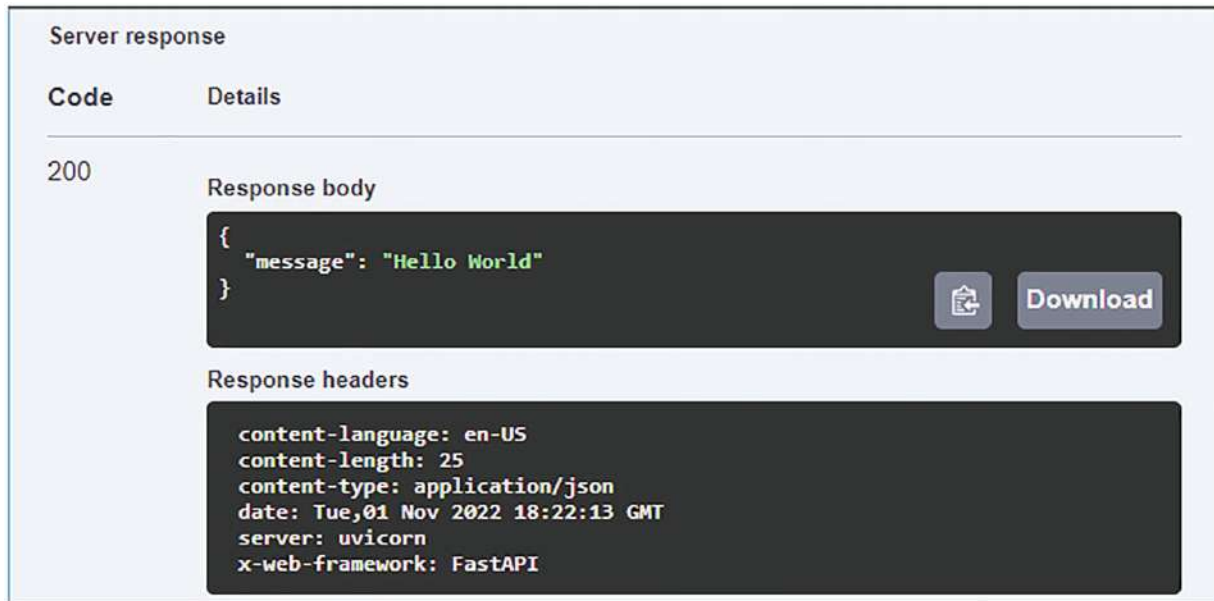 Server response
Code Details
200
Response body
{
"message": "Hello World"
}
Download
Response headers
content-language: en-US
content-length: 25
content-type: application/json
date: Tue,01 Nov 2022 18:22:13 GMT
server: uvicorn
x-web-framework: FastAPI